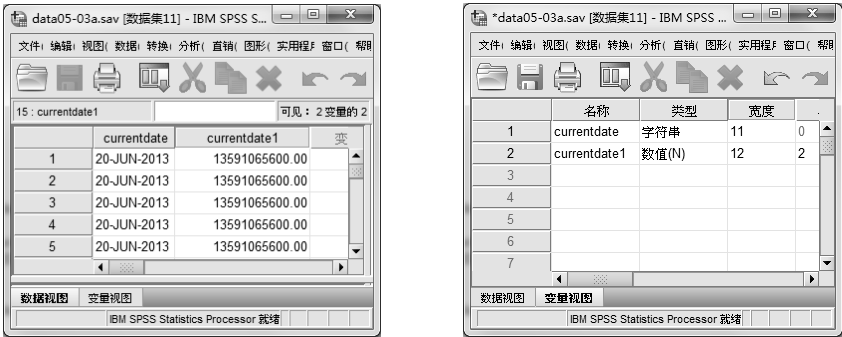 data05-03a.sav [数据集11] - IBM SPSS S...
文件( 编辑( 视图( 数据( 转换( 分析( 直销( 图形( 实用程序 窗口( 帮助
15 : currentdate1
可见: 2 变量的 2
currentdate currentdate1 变
1 20-JUN-2013 13591065600.00
2 20-JUN-2013 13591065600.00
3 20-JUN-2013 13591065600.00
4 20-JUN-2013 13591065600.00
5 20-JUN-2013 13591065600.00
数据视图 变量视图
IBM SPSS Statistics Processor 就绪
*data05-03a.sav [数据集11] - IBM SPSS S...
文件( 编辑( 视图( 数据( 转换( 分析( 直销( 图形( 实用程序 窗口( 帮助
名称 类型 宽度
1 currentdate 字符串 11 0
2 currentdate1 数值(N) 12 2
3
4
5
6
7
数据视图 变量视图
IBM SPSS Statistics Processor 就绪